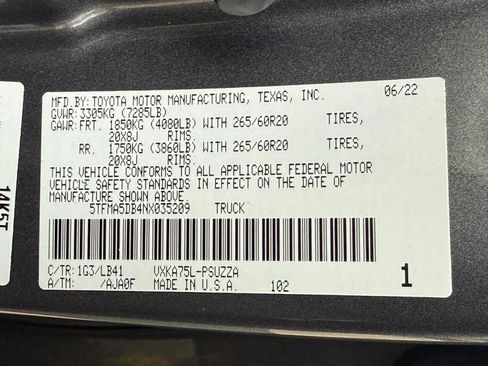 MFD.BY:TOYOTA MOTOR MANUFACTURING, TEXAS, INC. 06/22
GVWR:3305KG (7285LB)
GAWR:FRT. 1850KG (4080LB) WITH 265/60R20 TIRES,
20X8J RIMS.
RR. 1750KG (3860LB) WITH 265/60R20 TIRES,
20X8J RIMS.
THIS VEHICLE CONFORMS TO ALL APPLICABLE FEDERAL MOTOR
VEHICLE SAFETY STANDARDS IN EFFECT ON THE DATE OF
MANUFACTURE SHOWN ABOVE.
5TFMA5DB4NX035209 TRUCK
C/TR:1G3/LB41 VXKA75L-PSUZZA
A/TM: /AJA0F MADE IN U.S.A. 102 1
14K5T